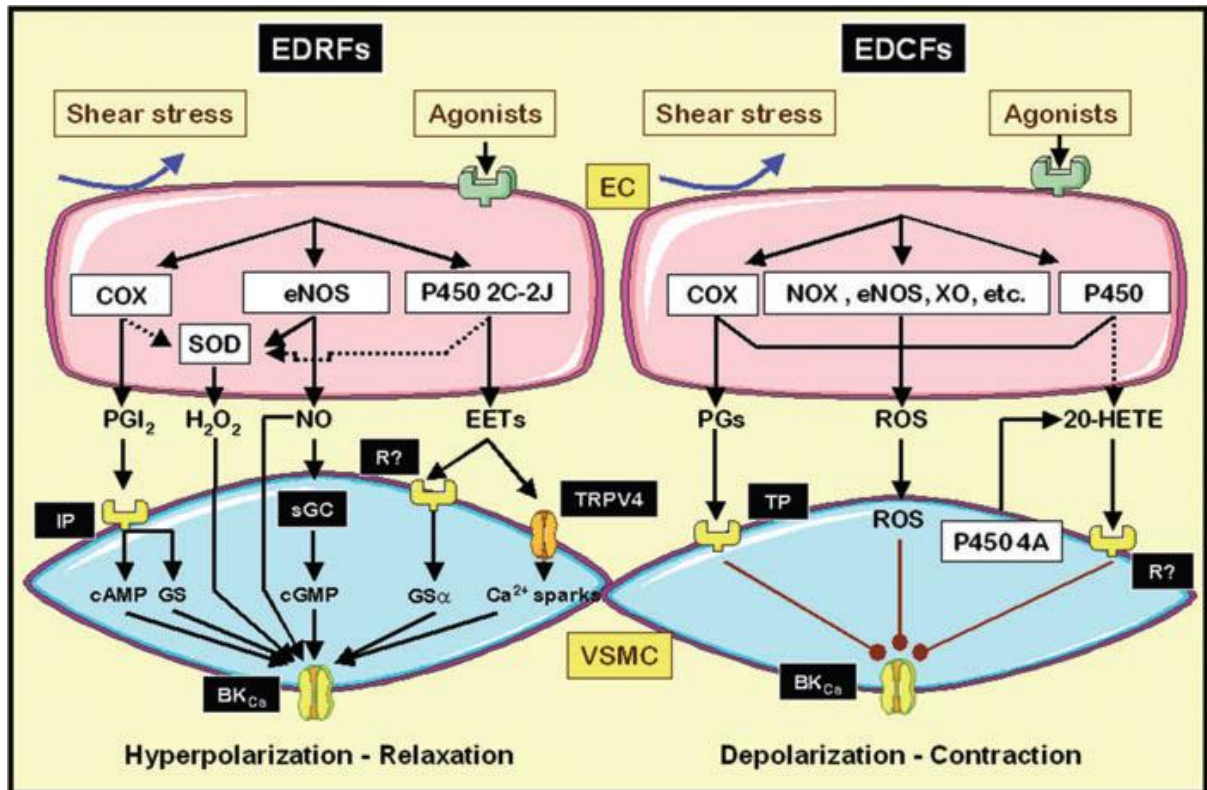 EDRFs
EDCFs
Shear stress
Agonists
Shear stress
Agonists
EC
COX
eNOS
P450 2C-2J
SOD
COX
NOX , eNOS, XO, etc.
P450
PGI₂
H₂O₂
NO
EETs
PGs
ROS
20-HETE
R?
IP
sGC
TRPV4
TP
ROS
P450 4A
R?
cAMP
GS
cGMP
GSα
Ca²⁺ sparks
VSMC
BKCa
BKCa
Hyperpolarization - Relaxation
Depolarization - Contraction